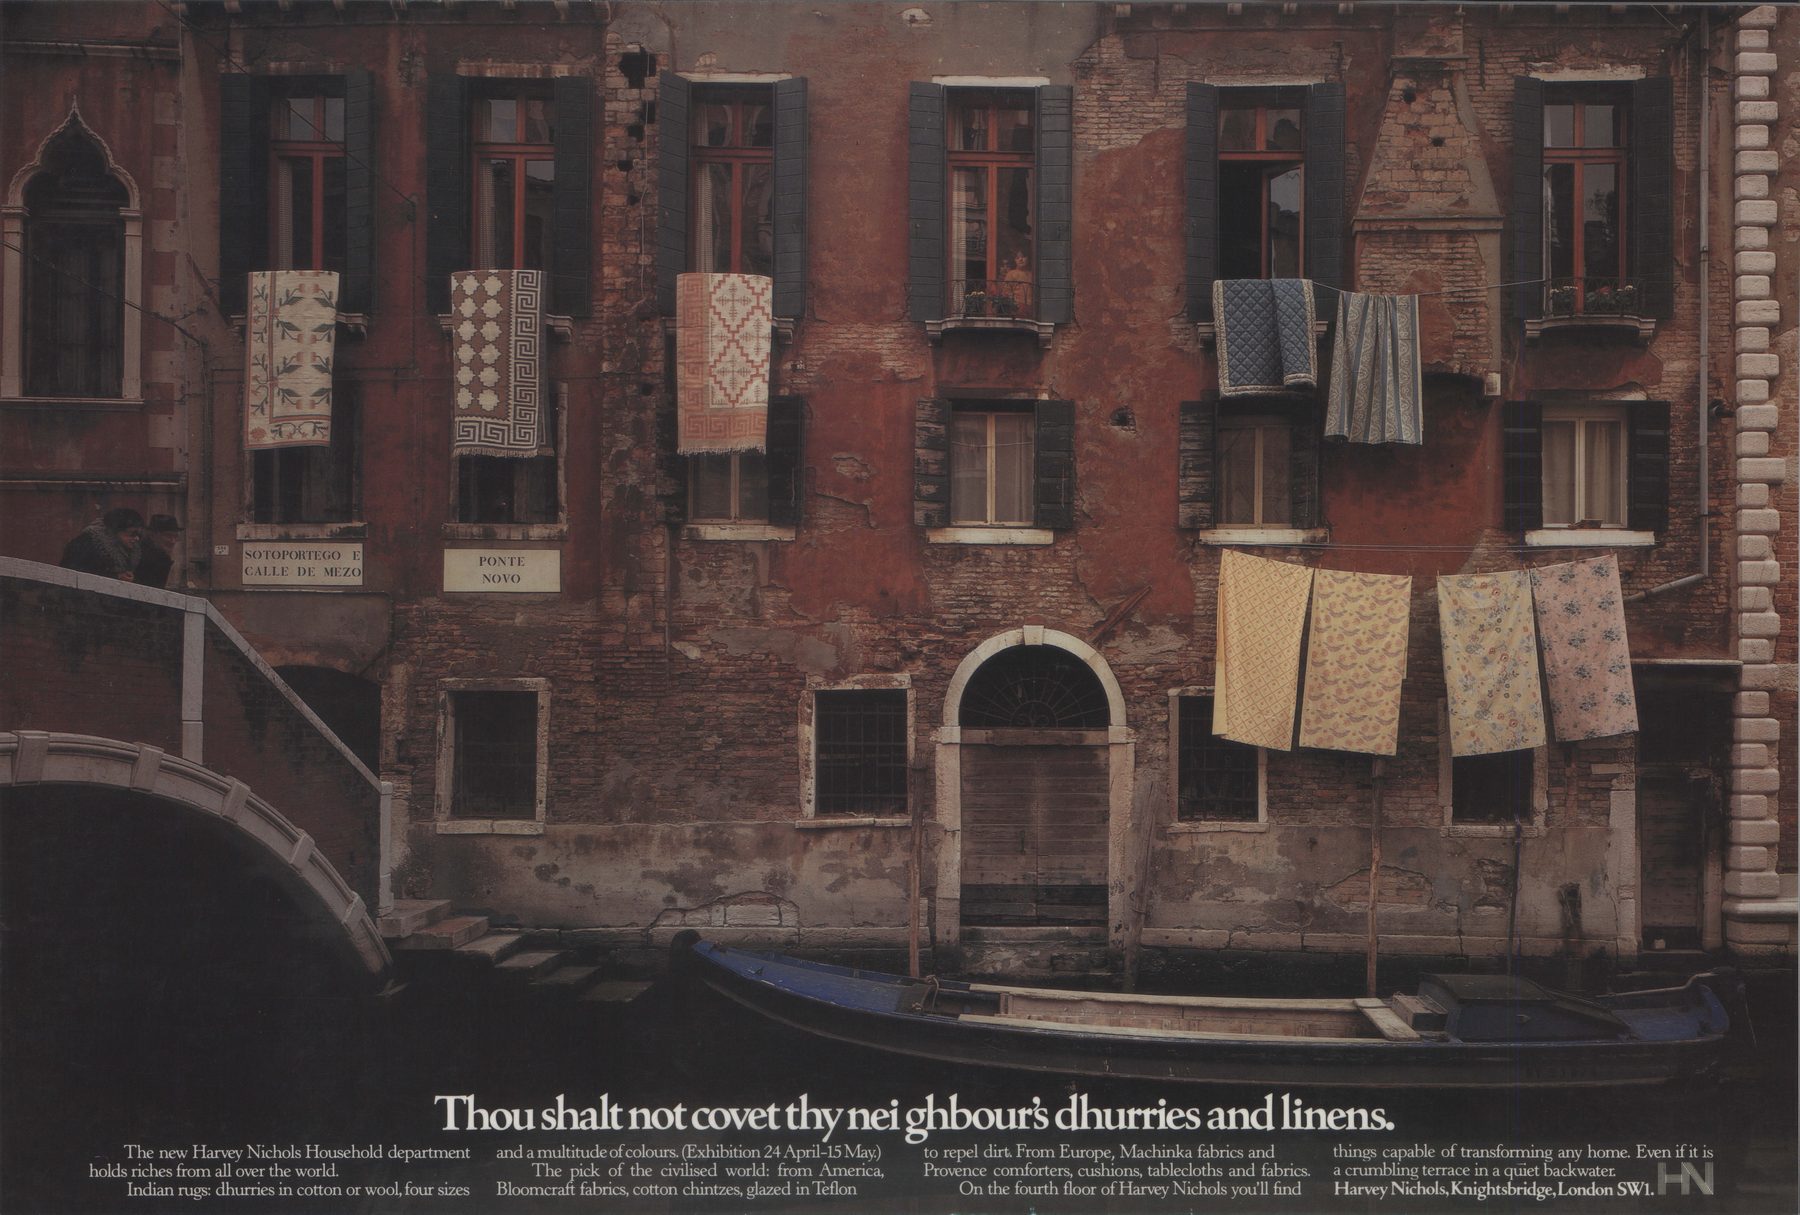 SOTOPORTEGO E
CALLE DE MEZO
PONTE
NOVO
Thou shalt not covet thy neighbour's dhurries and linens.
The new Harvey Nichols Household department
holds riches from all over the world.
Indian rugs: dhurries in cotton or wool, four sizes
and a multitude of colours. (Exhibition 24 April-15 May.)
The pick of the civilised world: from America,
Bloomcraft fabrics, cotton chintzes, glazed in Teflon
to repel dirt. From Europe, Machinka fabrics and
Provence comforters, cushions, tablecloths and fabrics.
On the fourth floor of Harvey Nichols you'll find
things capable of transforming any home. Even if it is
a crumbling terrace in a quiet backwater.
Harvey Nichols, Knightsbridge, London SW1.
HN